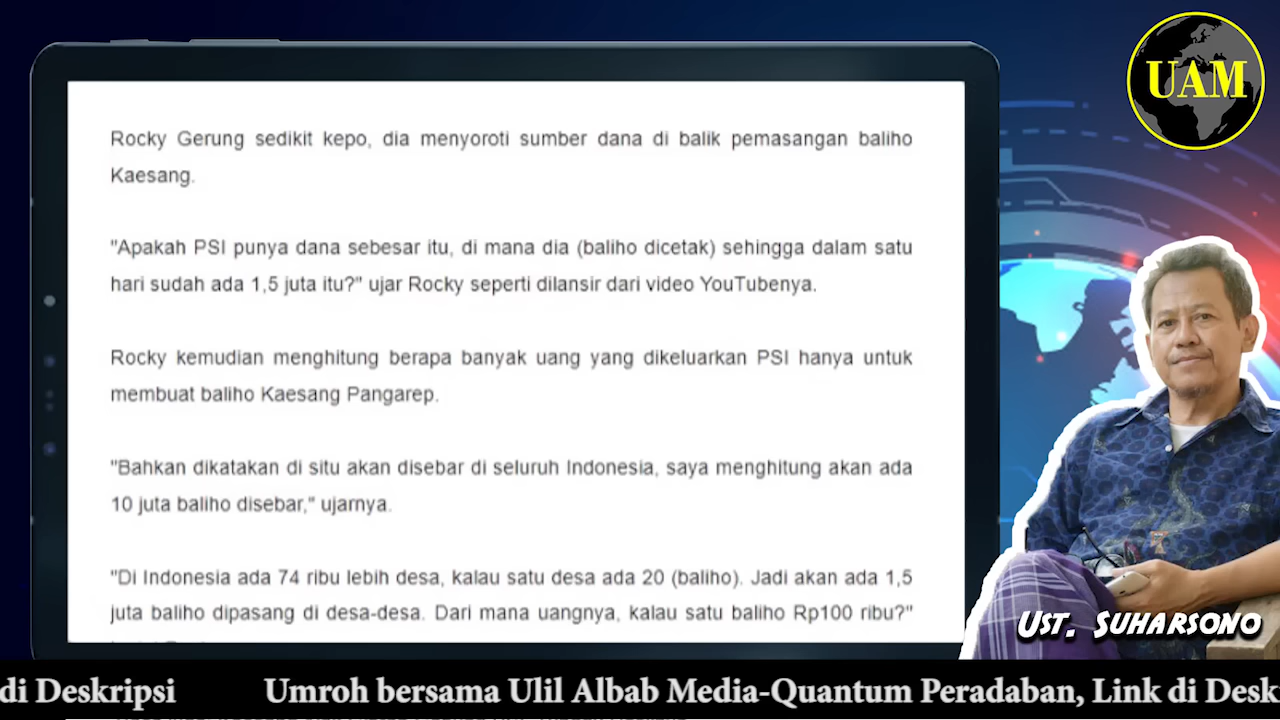 UAM
Rocky Gerung sedikit kepo, dia menyoroti sumber dana di balik pemasangan baliho
Kaesang.
"Apakah PSI punya dana sebesar itu, di mana dia (baliho dicetak) sehingga dalam satu
hari sudah ada 1,5 juta itu?" ujar Rocky seperti dilansir dari video YouTubenya.
Rocky kemudian menghitung berapa banyak uang yang dikeluarkan PSI hanya untuk
membuat baliho Kaesang Pangarep.
"Bahkan dikatakan di situ akan disebar di seluruh Indonesia, saya menghitung akan ada
10 juta baliho disebar," ujarnya.
"Di Indonesia ada 74 ribu lebih desa, kalau satu desa ada 20 (baliho). Jadi akan ada 1,5
juta baliho dipasang di desa-desa. Dari mana uangnya, kalau satu baliho Rp100 ribu?"
UST. SUHARSONO
di Deskripsi Umroh bersama Ulil Albab Media-Quantum Peradaban, Link di Desk